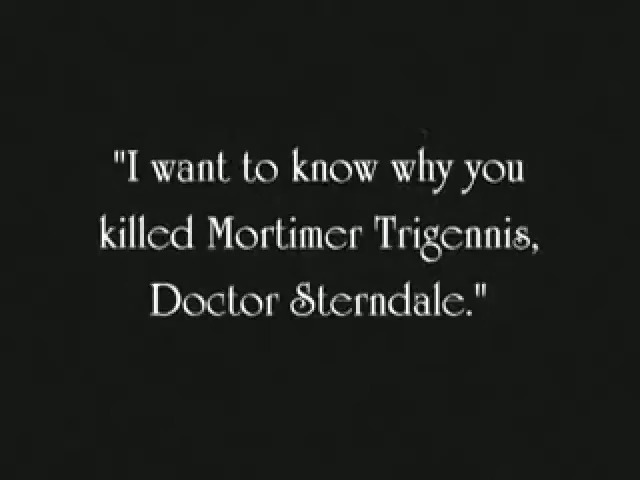 "I want to know why you
killed Mortimer Trigennis,
Doctor Sterndale."